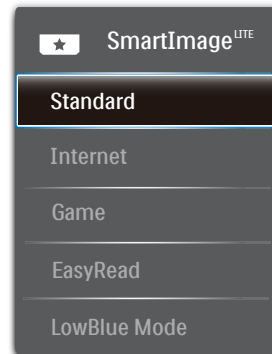 SmartImage LITE
Standard
Internet
Game
EasyRead
LowBlue Mode